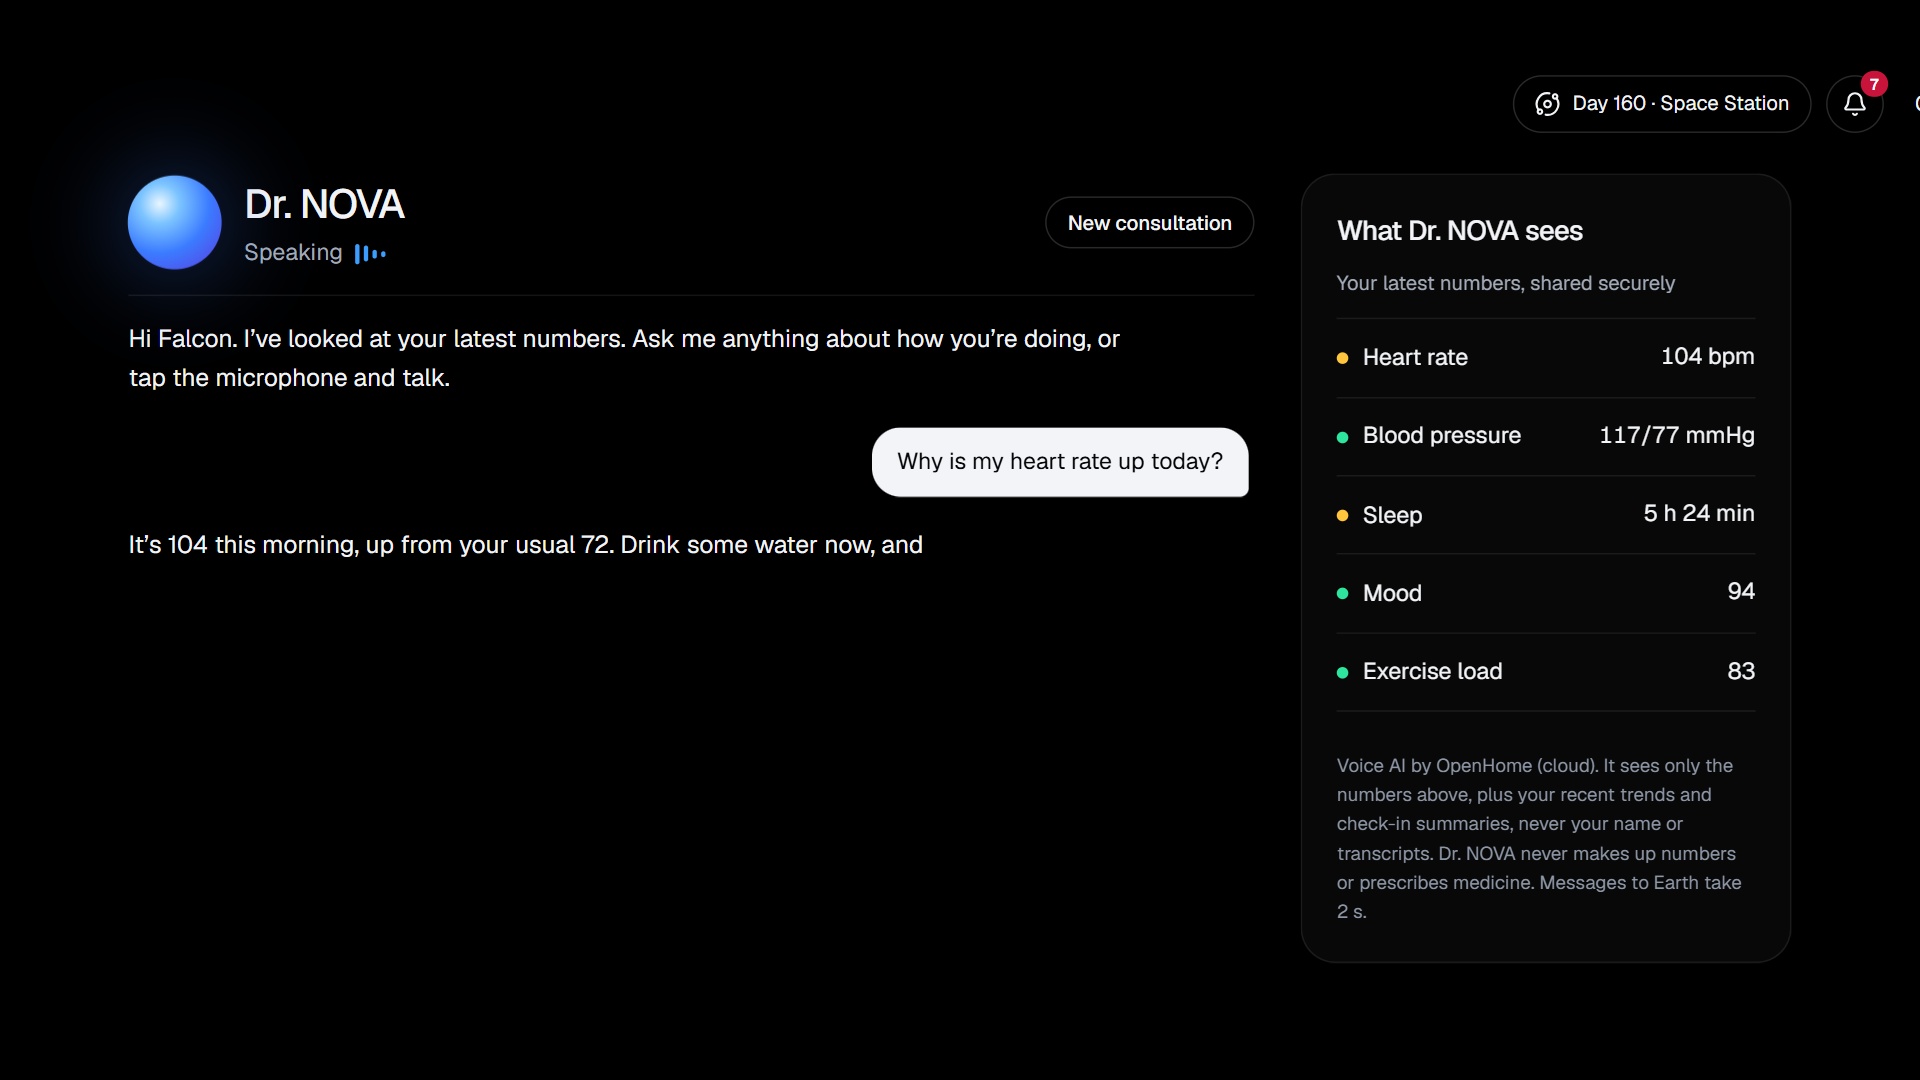 Day 160 · Space Station
7
Dr. NOVA
Speaking
New consultation
Hi Falcon. I’ve looked at your latest numbers. Ask me anything about how you’re doing, or
tap the microphone and talk.
Why is my heart rate up today?
It’s 104 this morning, up from your usual 72. Drink some water now, and
What Dr. NOVA sees
Your latest numbers, shared securely
Heart rate 104 bpm
Blood pressure 117/77 mmHg
Sleep 5 h 24 min
Mood 94
Exercise load 83
Voice AI by OpenHome (cloud). It sees only the
numbers above, plus your recent trends and
check-in summaries, never your name or
transcripts. Dr. NOVA never makes up numbers
or prescribes medicine. Messages to Earth take
2 s.